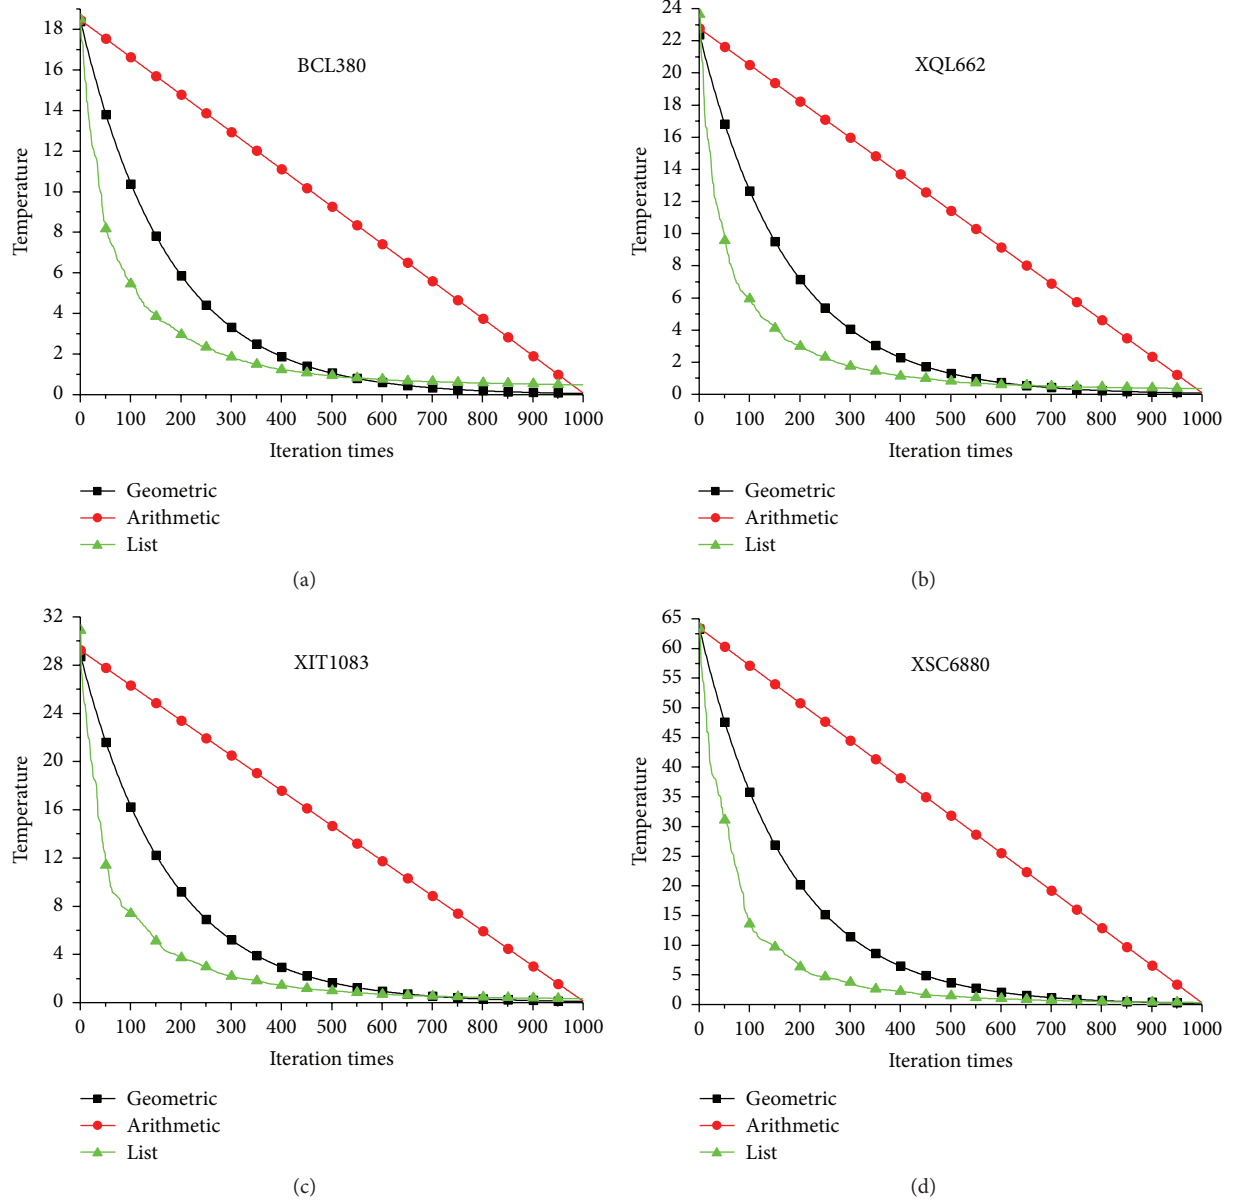 BCL380
Temperature
18
16
14
12
10
8
6
4
2
0
0 100 200 300 400 500 600 700 800 900 1000
Iteration times
Geometric
Arithmetic
List
(a)
XQL662
Temperature
24
22
20
18
16
14
12
10
8
6
4
2
0
0 100 200 300 400 500 600 700 800 900 1000
Iteration times
Geometric
Arithmetic
List
(b)
XIT1083
Temperature
32
28
24
20
16
12
8
4
0
0 100 200 300 400 500 600 700 800 900 1000
Iteration times
Geometric
Arithmetic
List
(c)
XSC6880
Temperature
65
60
55
50
45
40
35
30
25
20
15
10
5
0
0 100 200 300 400 500 600 700 800 900 1000
Iteration times
Geometric
Arithmetic
List
(d)